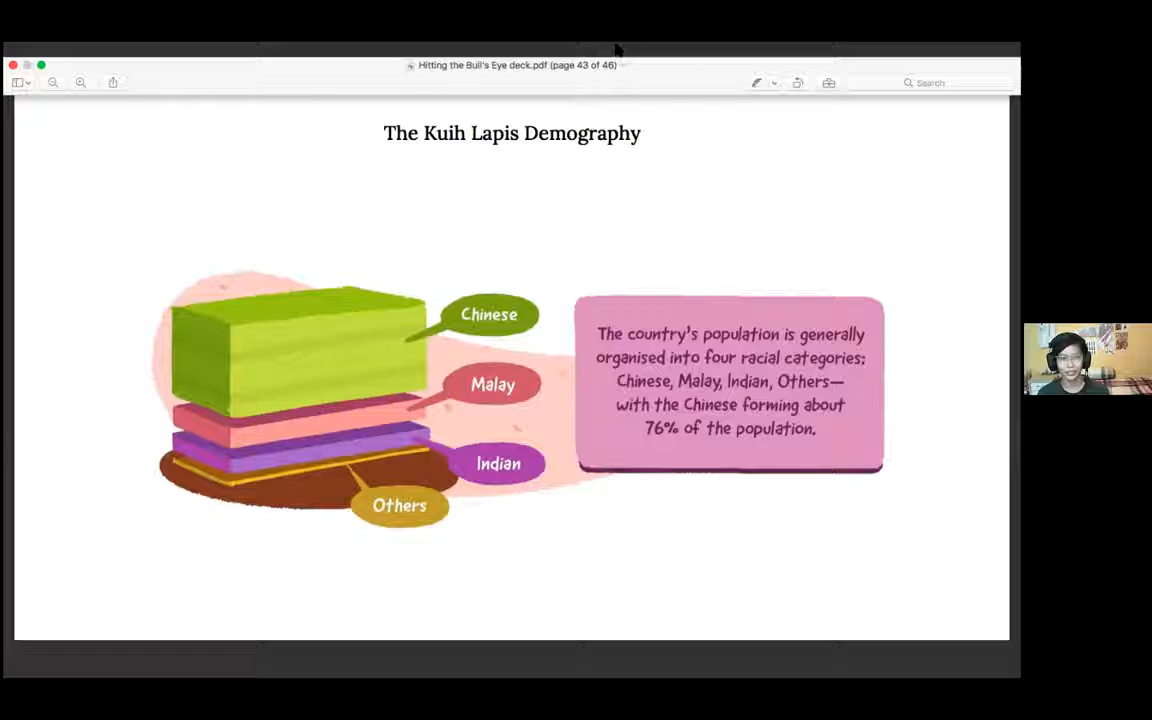 Hitting the Bull's Eye deck.pdf (page 43 of 46)
Search
The Kuih Lapis Demography
Chinese
Malay
Indian
Others
The country's population is generally
organised into four racial categories:
Chinese, Malay, Indian, Others—
with the Chinese forming about
76% of the population.